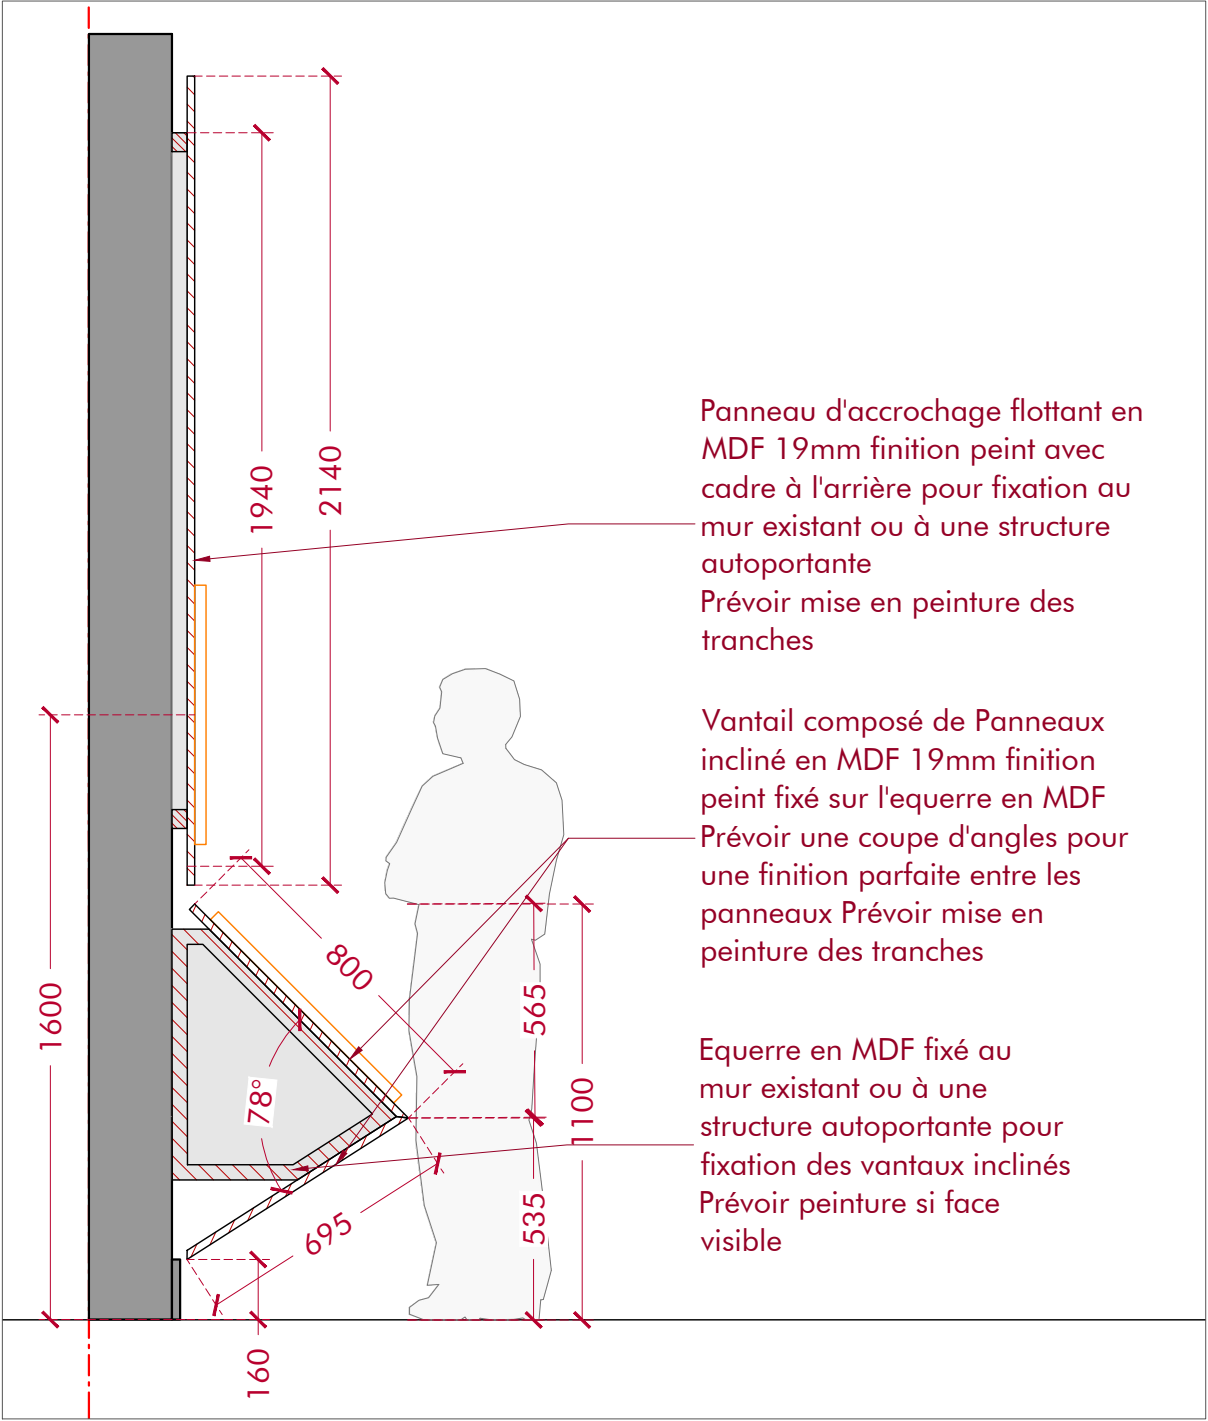 Panneau d'accrochage flottant en
MDF 19mm finition peint avec
cadre à l'arrière pour fixation au
mur existant ou à une structure
autoportante
Prévoir mise en peinture des
tranches
Vantail composé de Panneaux
incliné en MDF 19mm finition
peint fixé sur l'equerre en MDF
Prévoir une coupe d'angles pour
une finition parfaite entre les
panneaux Prévoir mise en
peinture des tranches
Equerre en MDF fixé au
mur existant ou à une
structure autoportante pour
fixation des vantaux inclinés
Prévoir peinture si face
visible
1940
2140
1600
800
78°
565
1100
695
535
160